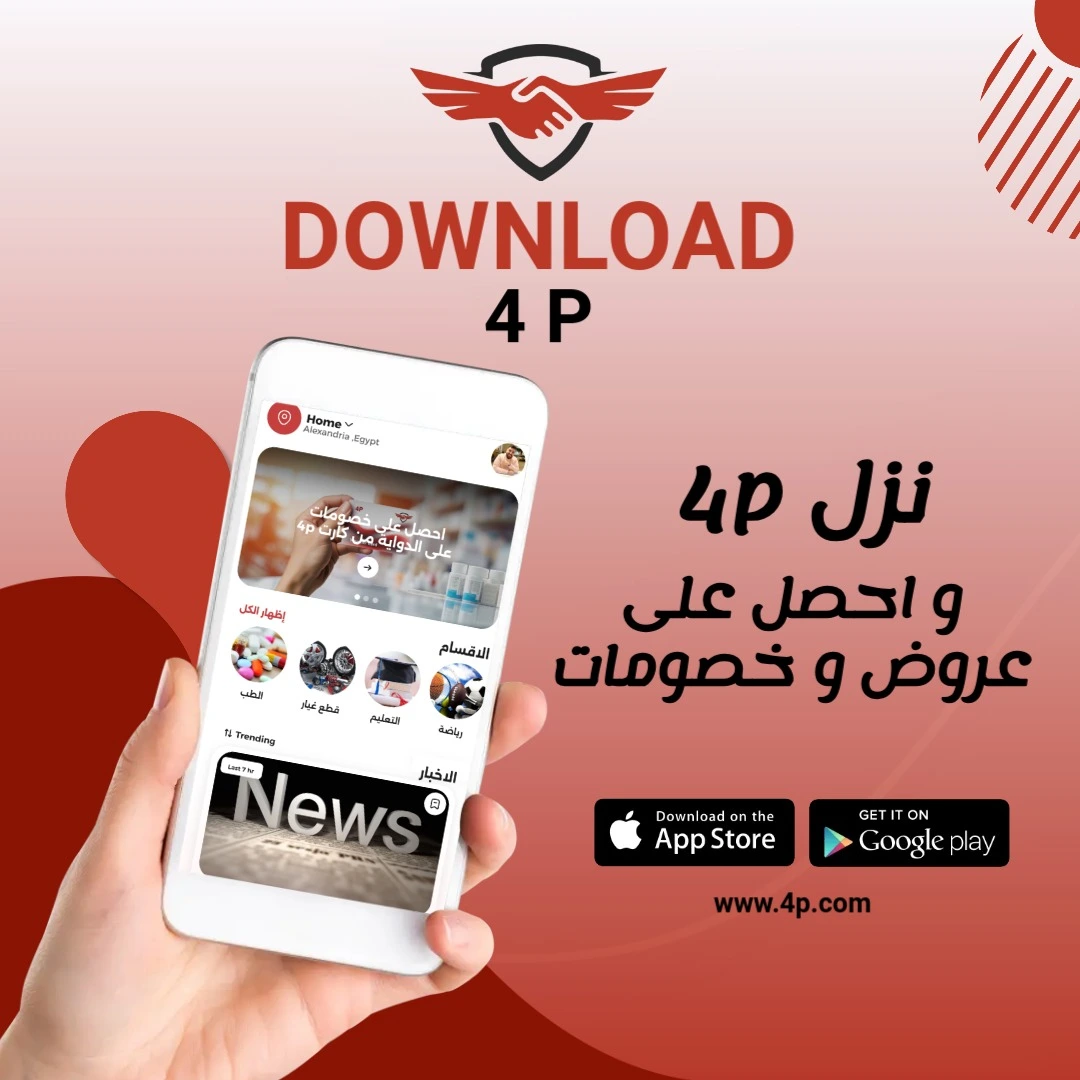 DOWNLOAD
4 P
Home
Alexandria ,Egypt
احصل على خصومات
على الدواية من كارت 4p
إظهار الكل
الاقسام
الطب
قطع غيار
التعليم
رياضة
Trending
الاخبار
Last 7 hr
News
نزل 4p
و احصل على
عروض و خصومات
Download on the
App Store
GET IT ON
Google play
www.4p.com